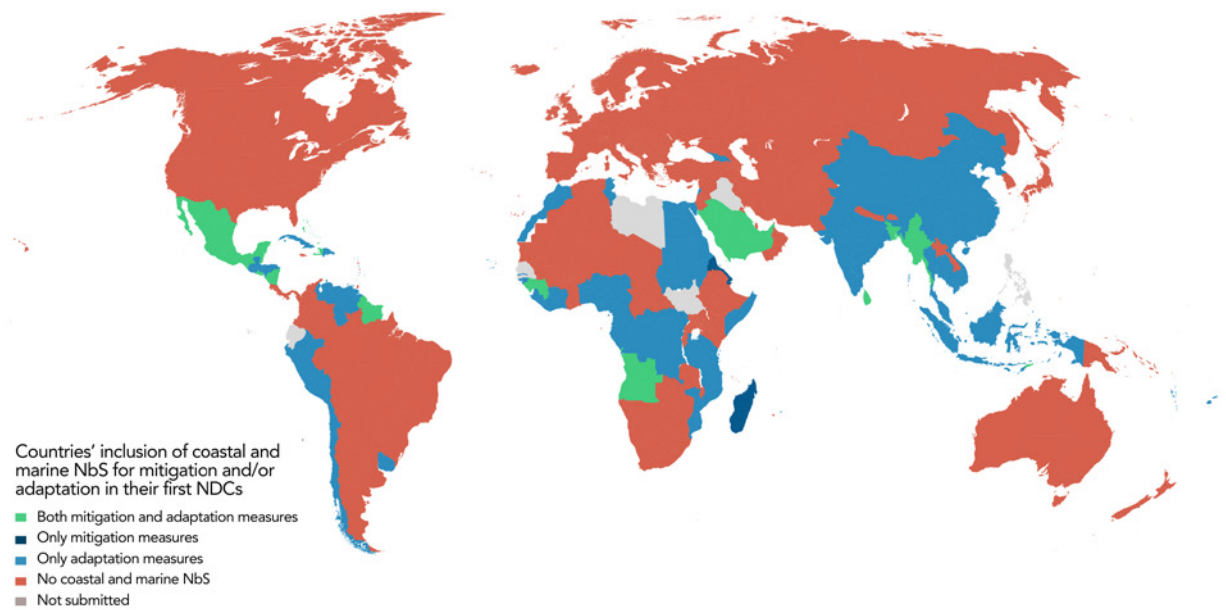 Countries' inclusion of coastal and
marine NbS for mitigation and/or
adaptation in their first NDCs
Both mitigation and adaptation measures
Only mitigation measures
Only adaptation measures
No coastal and marine NbS
Not submitted